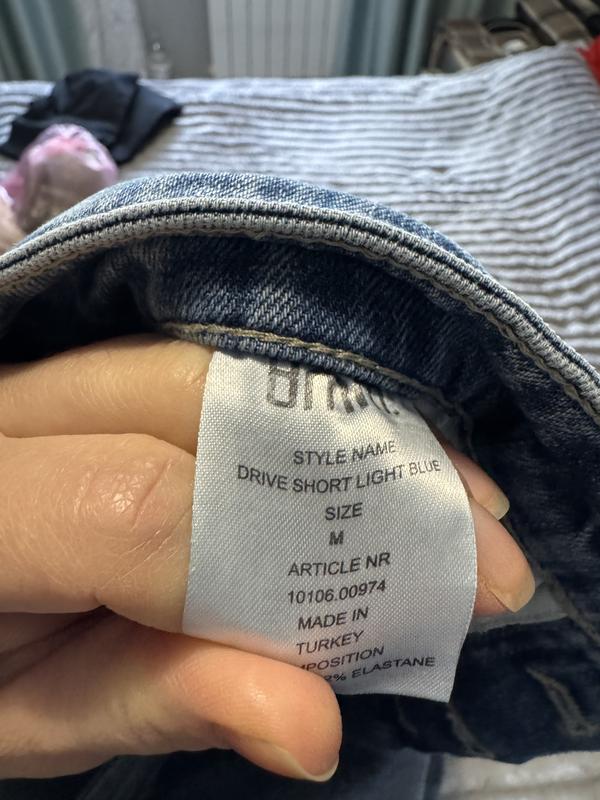 STYLE NAME
DRIVE SHORT LIGHT BLUE
SIZE
M
ARTICLE NR
10106.00974
MADE IN
TURKEY
ELASTANE